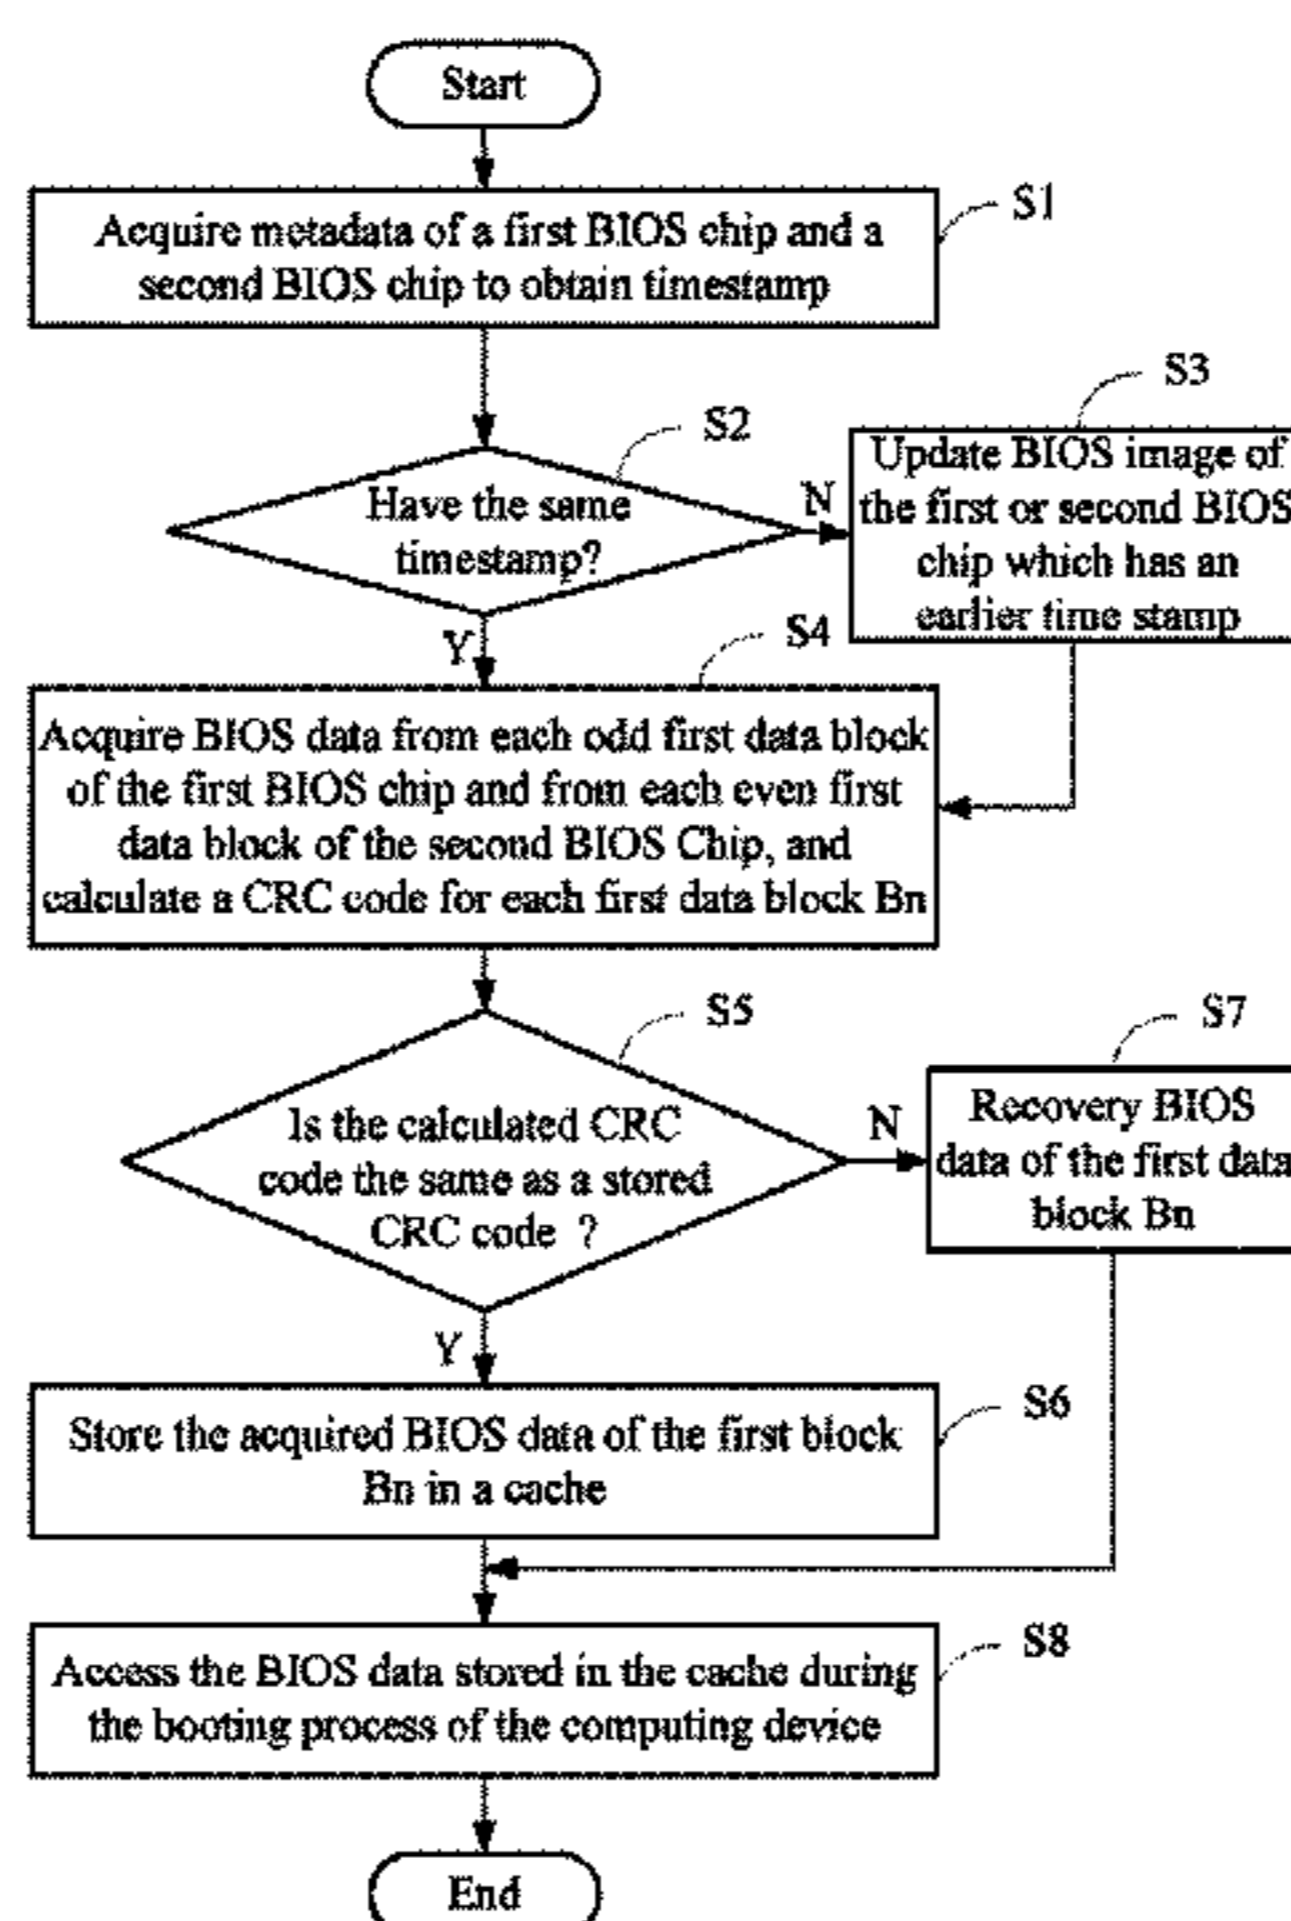 Start
S1
Acquire metadata of a first BIOS chip and a
second BIOS chip to obtain timestamp
S2
Have the same
timestamp?
N
S3
Update BIOS image of
the first or second BIOS
chip which has an
earlier time stamp
Y
S4
Acquire BIOS data from each odd first data block
of the first BIOS chip and from each even first
data block of the second BIOS Chip, and
calculate a CRC code for each first data block Bn
S5
Is the calculated CRC
code the same as a stored
CRC code ?
N
S7
Recovery BIOS
data of the first data
block Bn
Y
S6
Store the acquired BIOS data of the first block
Bn in a cache
S8
Access the BIOS data stored in the cache during
the booting process of the computing device
End